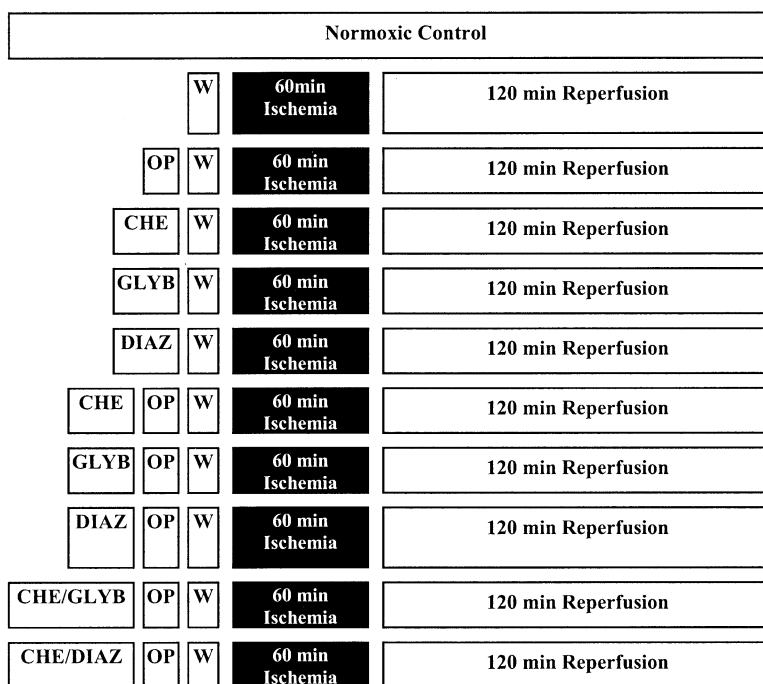 Normoxic Control
W 60min 120 min Reperfusion
Ischemia
OP W 60 min 120 min Reperfusion
Ischemia
CHE W 60 min 120 min Reperfusion
Ischemia
GLYB W 60 min 120 min Reperfusion
Ischemia
DIAZ W 60 min 120 min Reperfusion
Ischemia
CHE OP W 60 min 120 min Reperfusion
Ischemia
GLYB OP W 60 min 120 min Reperfusion
Ischemia
DIAZ OP W 60 min 120 min Reperfusion
Ischemia
CHE/GLYB OP W 60 min 120 min Reperfusion
Ischemia
CHE/DIAZ OP W 60 min 120 min Reperfusion
Ischemia